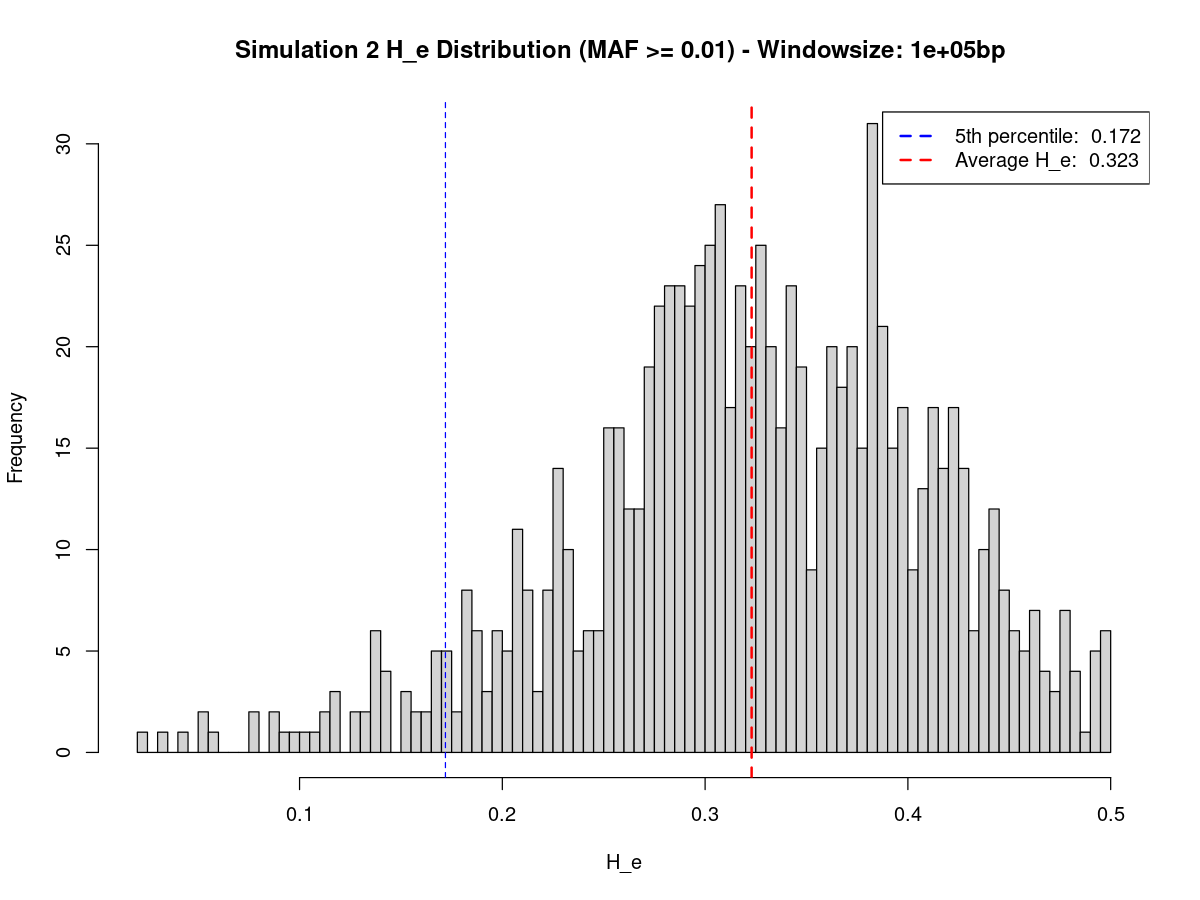 Simulation 2 H_e Distribution (MAF >= 0.01) - Windowsize: 1e+05bp
5th percentile: 0.172
Average H_e: 0.323
Frequency
30
25
20
15
10
5
0
0.1 0.2 0.3 0.4 0.5
H_e